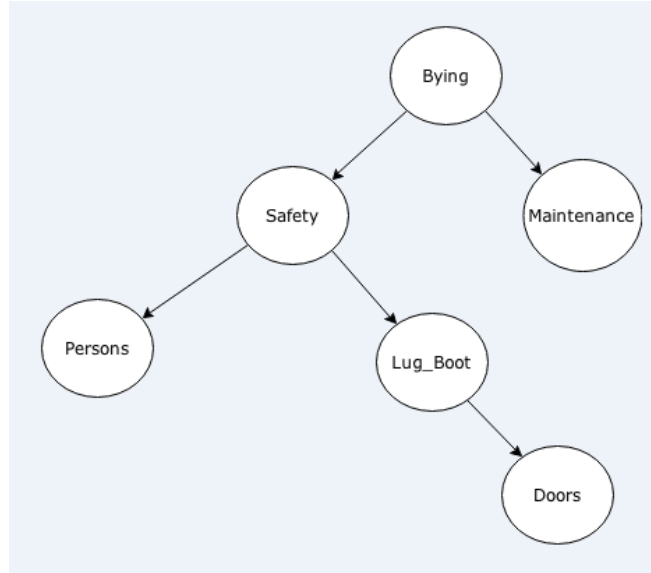 Bying
Safety
Maintenance
Persons
Lug_Boot
Doors